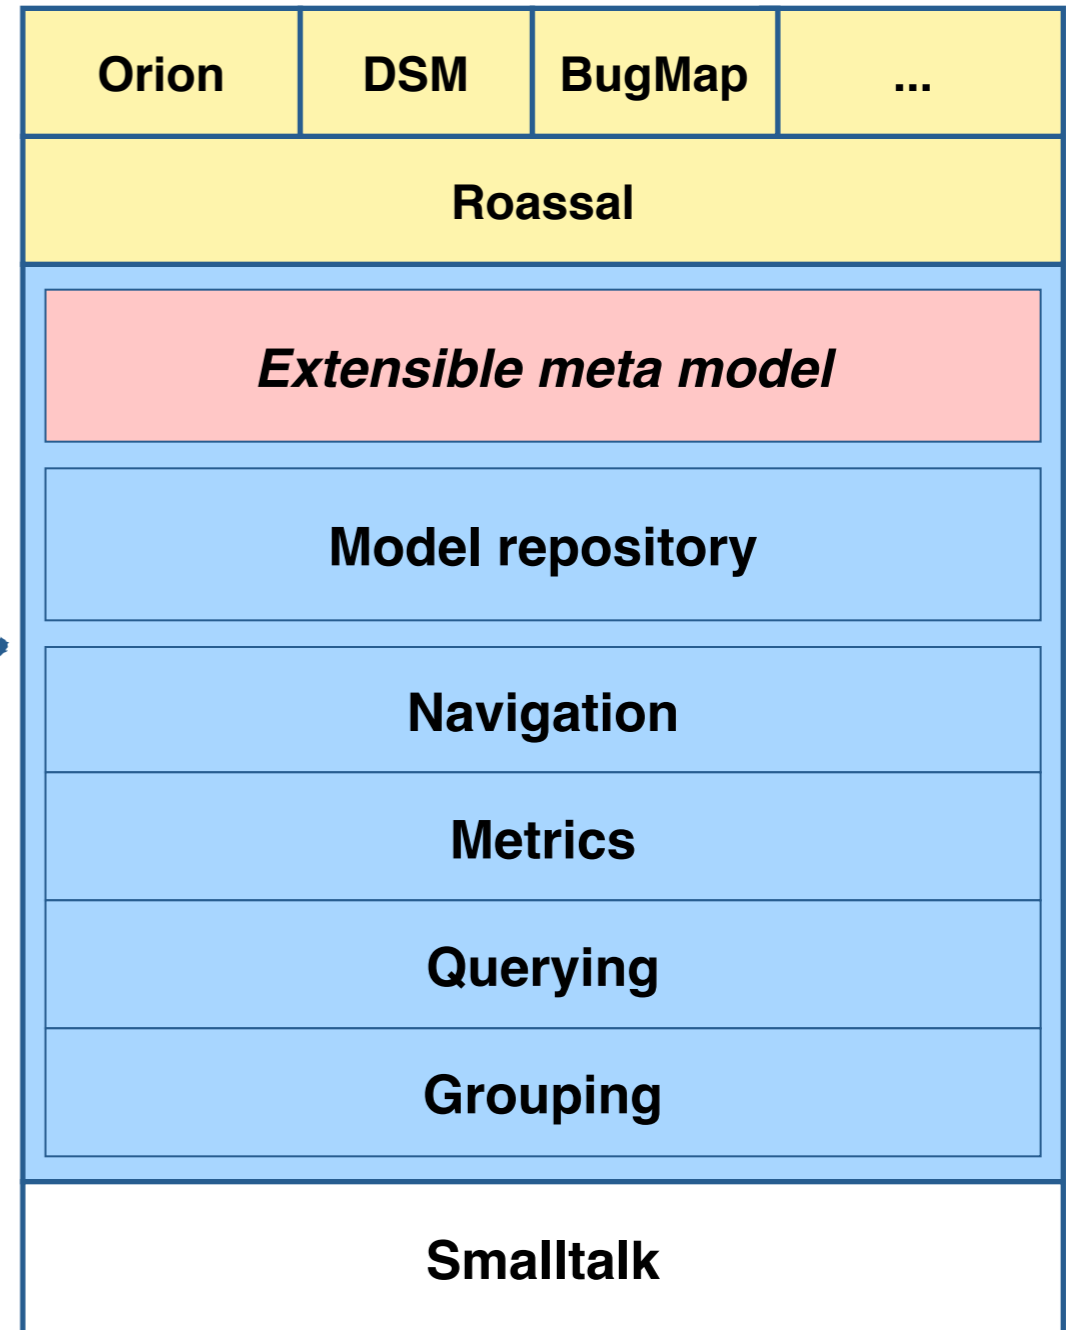 Orion DSM BugMap ...
Roassal
Extensible meta model
Model repository
Navigation
Metrics
Querying
Grouping
Smalltalk